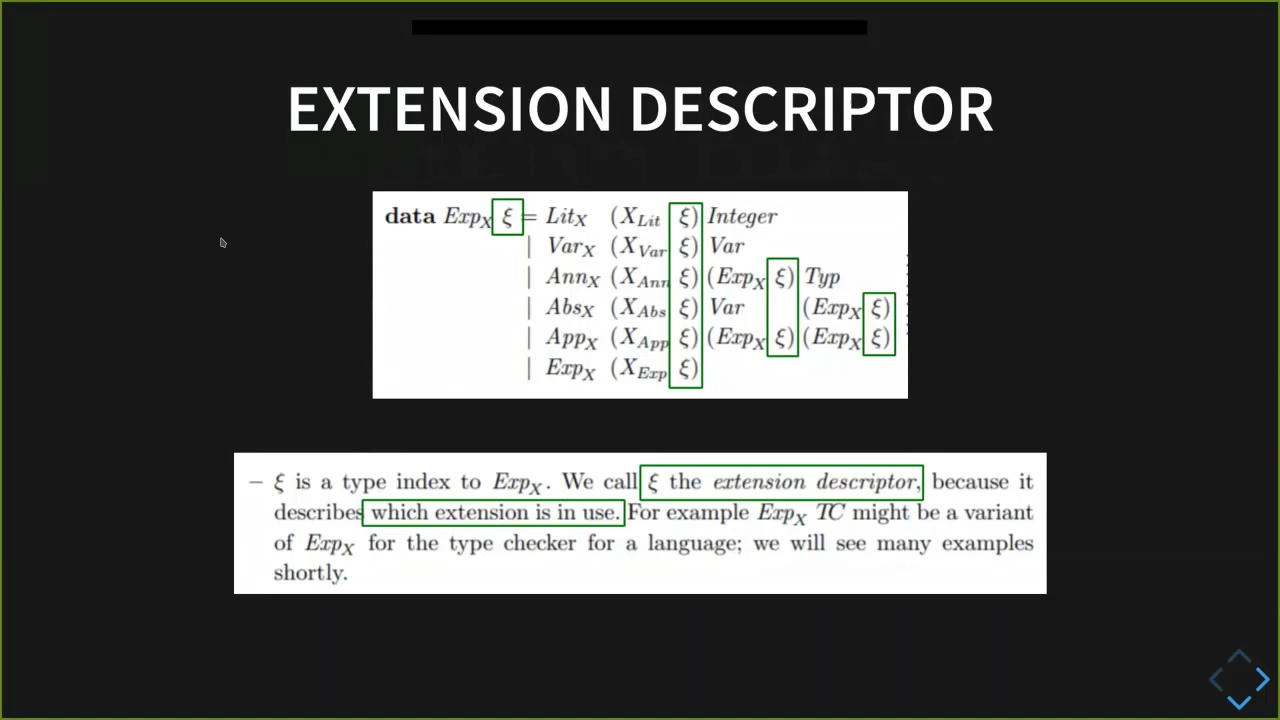 EXTENSION DESCRIPTOR
data Exp_X ξ = Lit_X (X_Lit ξ) Integer
| Var_X (X_Var ξ) Var
| Ann_X (X_Ann ξ) (Exp_X ξ) Typ
| Abs_X (X_Abs ξ) Var (Exp_X ξ)
| App_X (X_App ξ) (Exp_X ξ) (Exp_X ξ)
| Exp_X (X_Exp ξ)
– ξ is a type index to Exp_X. We call ξ the extension descriptor, because it
describes which extension is in use. For example Exp_X TC might be a variant
of Exp_X for the type checker for a language; we will see many examples
shortly.